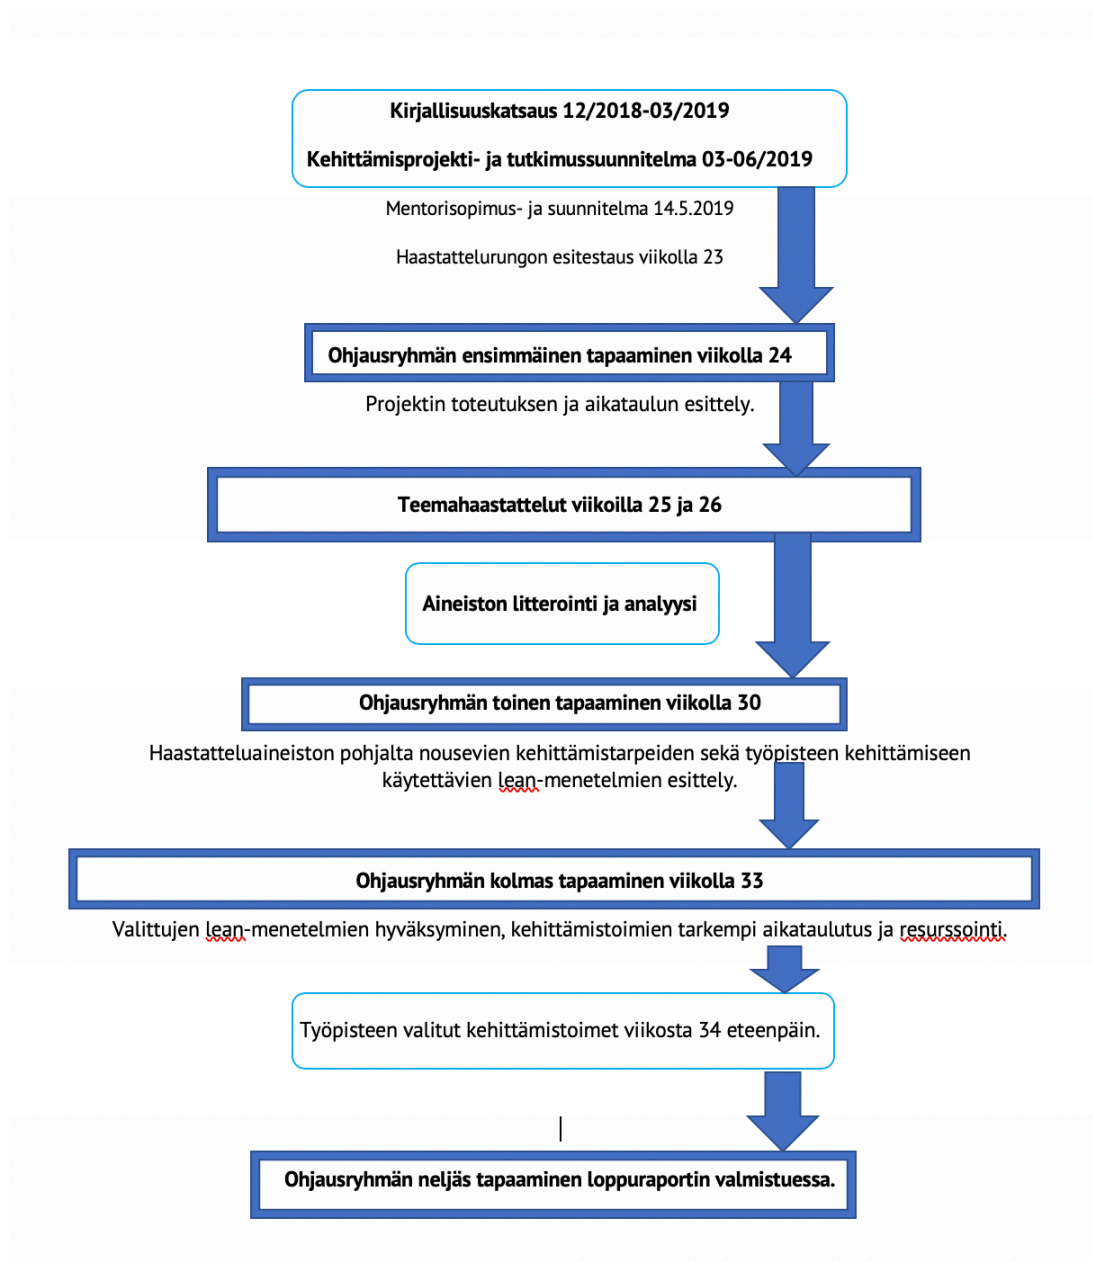 Kirjallisuuskatsaus 12/2018-03/2019
Kehittämisprojekti- ja tutkimussuunnitelma 03-06/2019
Mentorisopimus- ja suunnitelma 14.5.2019
Haastattelurungon esitestaus viikolla 23
Ohjausryhmän ensimmäinen tapaaminen viikolla 24
Projektin toteutuksen ja aikataulun esittely.
Teemahaastattelut viikoilla 25 ja 26
Aineiston litterointi ja analyysi
Ohjausryhmän toinen tapaaminen viikolla 30
Haastatteluaineiston pohjalta nousevien kehittämistarpeiden sekä työpisteen kehittämiseen
käytettävien lean-menetelmien esittely.
Ohjausryhmän kolmas tapaaminen viikolla 33
Valittujen lean-menetelmien hyväksyminen, kehittämistoimien tarkempi aikataulutus ja resurssointi.
Työpisteen valitut kehittämistoimet viikosta 34 eteenpäin.
Ohjausryhmän neljäs tapaaminen loppuraportin valmistuessa.